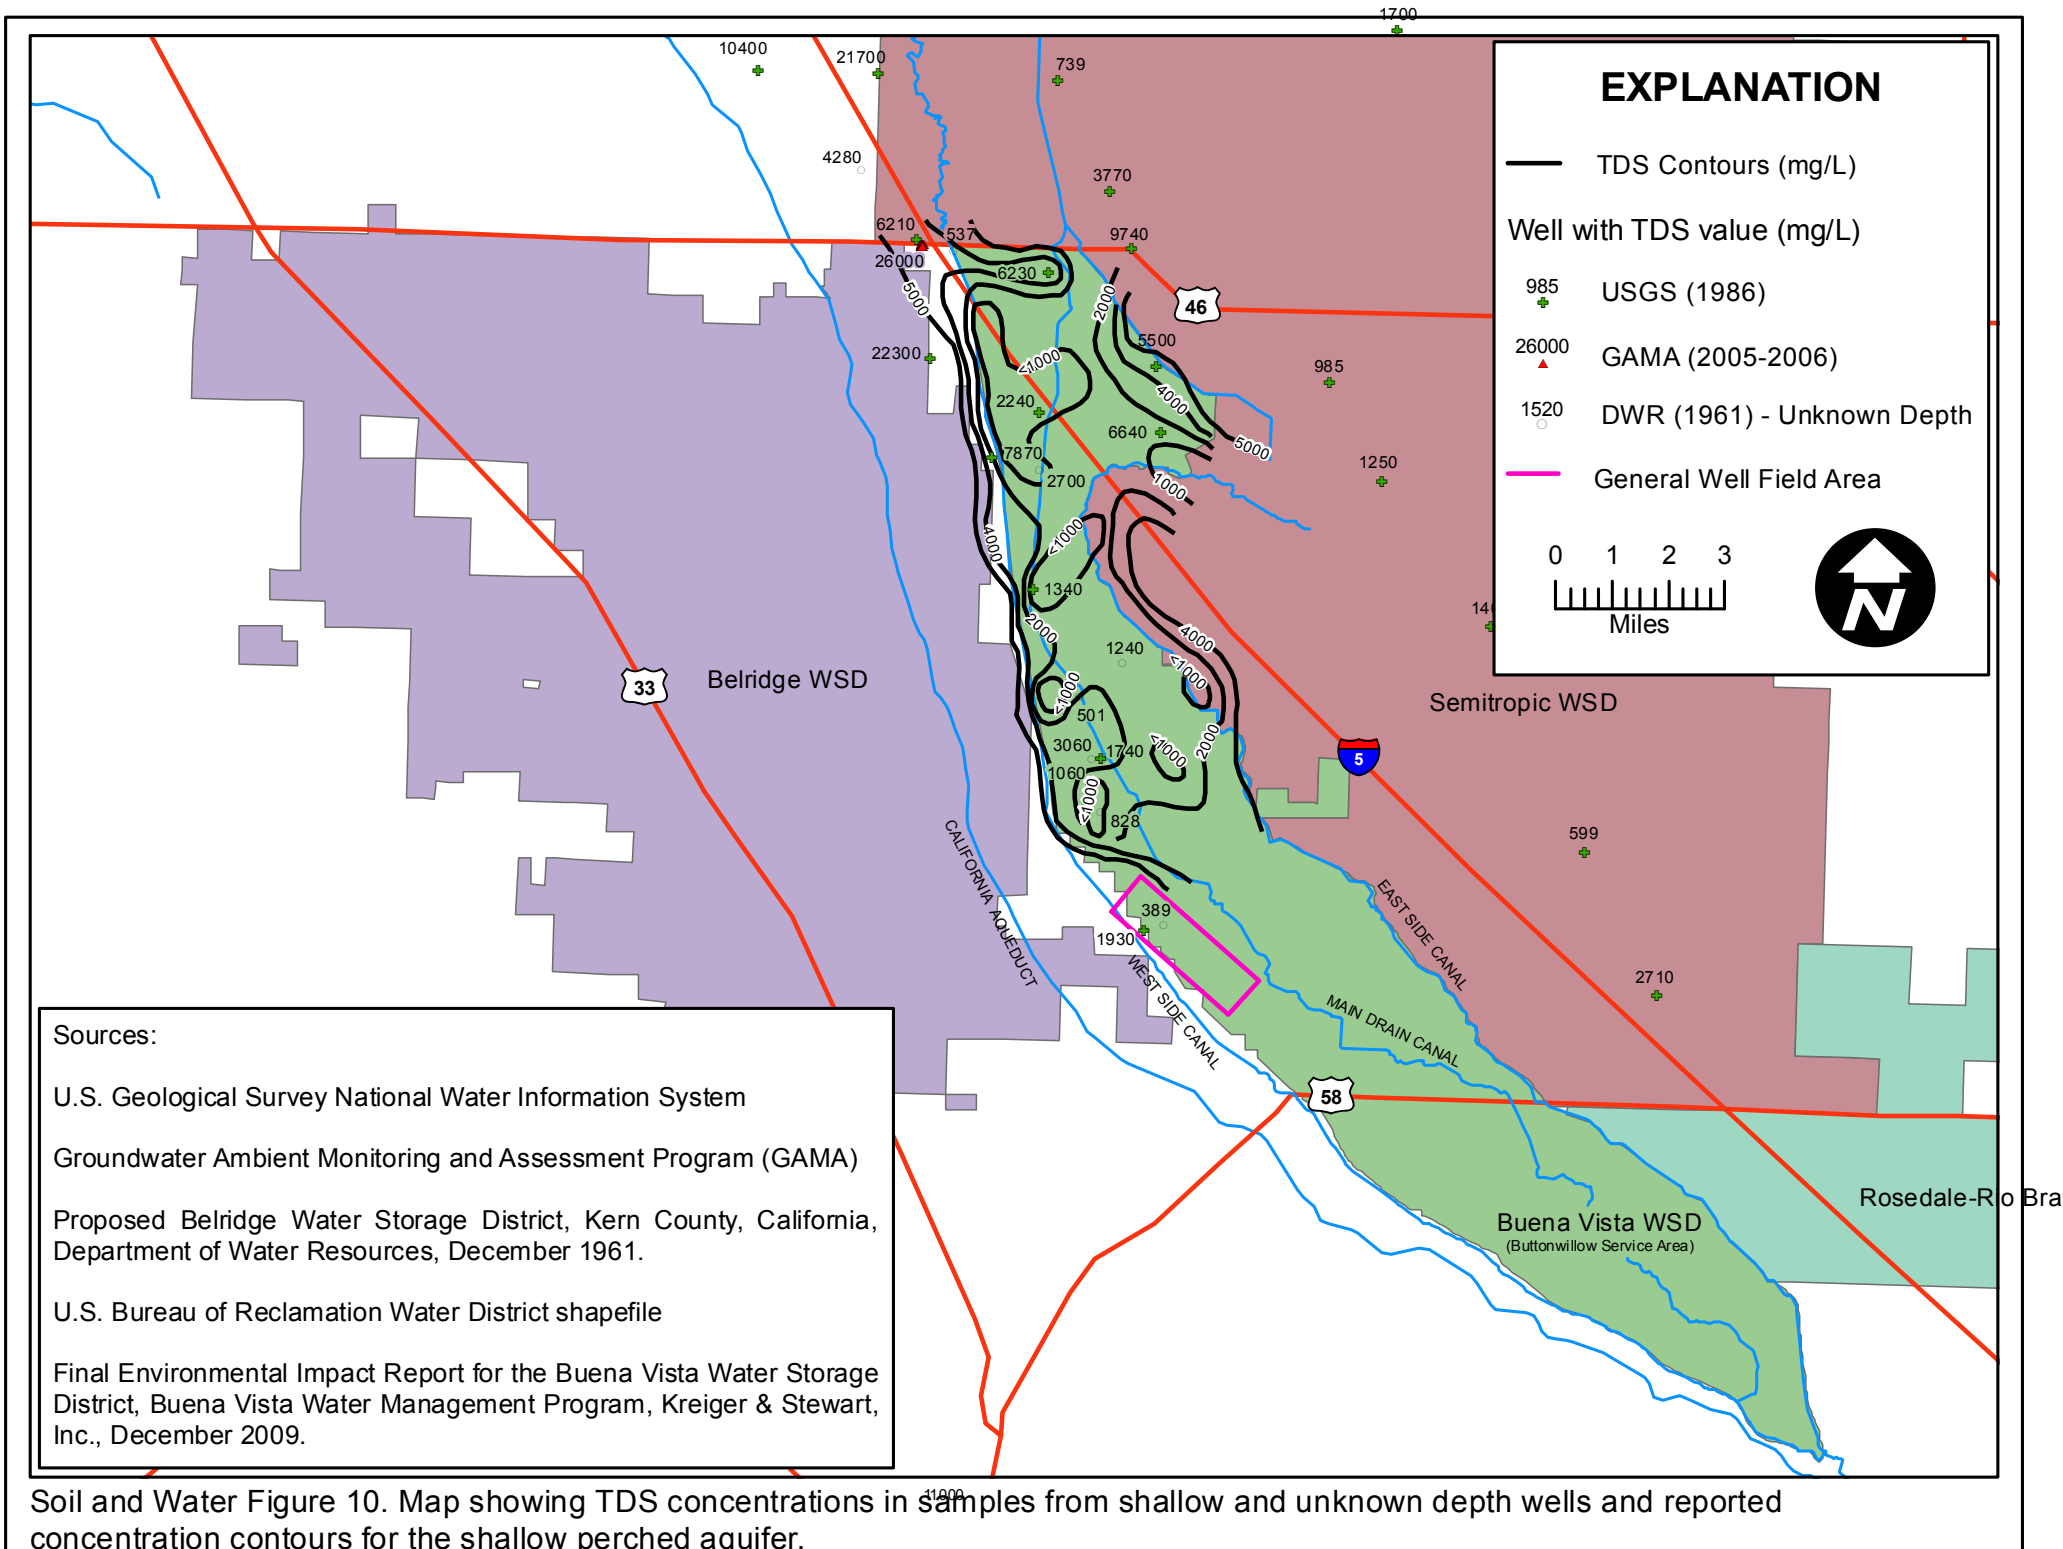 1700
10400
21700
739
4280
3770
6210
537
9740
26000
6230
5000
2000
46
22300
<1000
5500
985
2240
4000
6640
5000
7870
1250
2700
1000
4000
<1000
1340
2000
1240
4000
<1000
33
Belridge WSD
<1000
501
Semitropic WSD
3060
1740
<1000
2000
5
1060
<1000
828
599
CALIFORNIA AQUEDUCT
389
1930
EAST SIDE CANAL
WEST SIDE CANAL
2710
MAIN DRAIN CANAL
58
Rosedale-Rio Bra
Buena Vista WSD
(Buttonwillow Service Area)
EXPLANATION
TDS Contours (mg/L)
Well with TDS value (mg/L)
985
USGS (1986)
26000
GAMA (2005-2006)
1520
DWR (1961) - Unknown Depth
General Well Field Area
0 1 2 3
Miles
N
Sources:
U.S. Geological Survey National Water Information System
Groundwater Ambient Monitoring and Assessment Program (GAMA)
Proposed Belridge Water Storage District, Kern County, California,
Department of Water Resources, December 1961.
U.S. Bureau of Reclamation Water District shapefile
Final Environmental Impact Report for the Buena Vista Water Storage
District, Buena Vista Water Management Program, Kreiger & Stewart,
Inc., December 2009.
11000
Soil and Water Figure 10. Map showing TDS concentrations in samples from shallow and unknown depth wells and reported
concentration contours for the shallow perched aquifer.